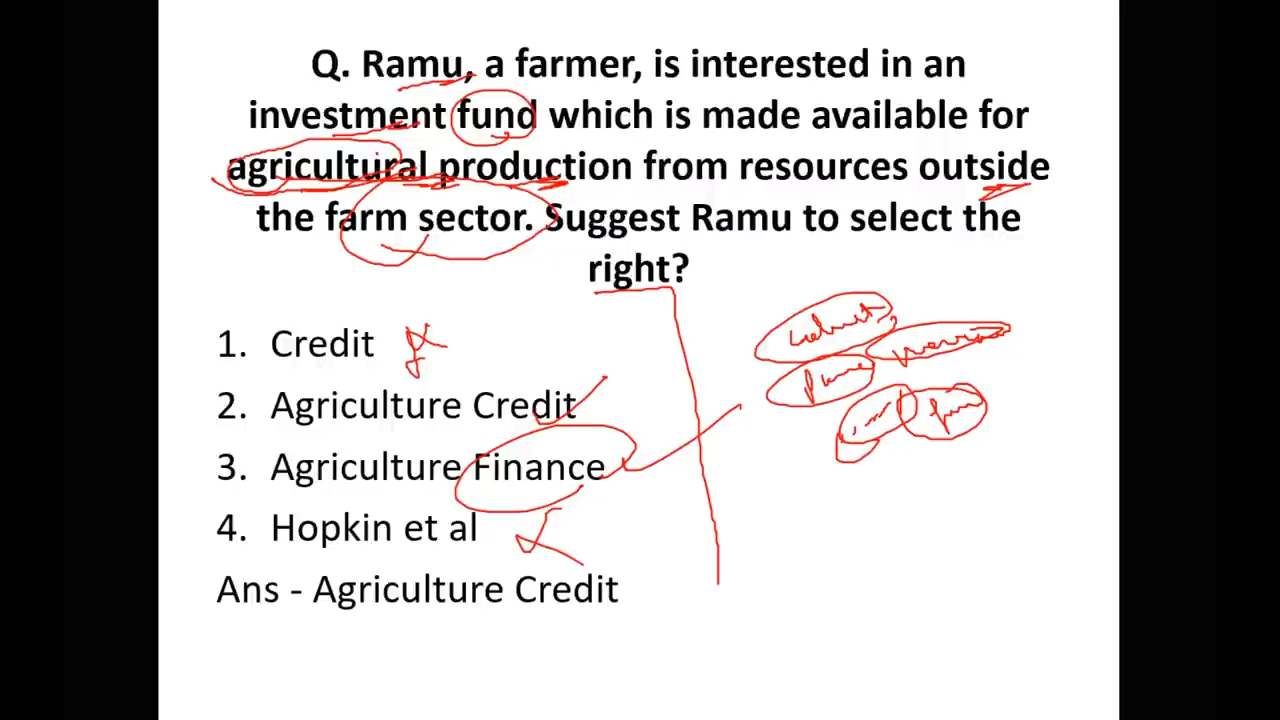 Q. Ramu, a farmer, is interested in an
investment fund which is made available for
agricultural production from resources outside
the farm sector. Suggest Ramu to select the
right?
1. Credit
2. Agriculture Credit
3. Agriculture Finance
4. Hopkin et al
Ans - Agriculture Credit